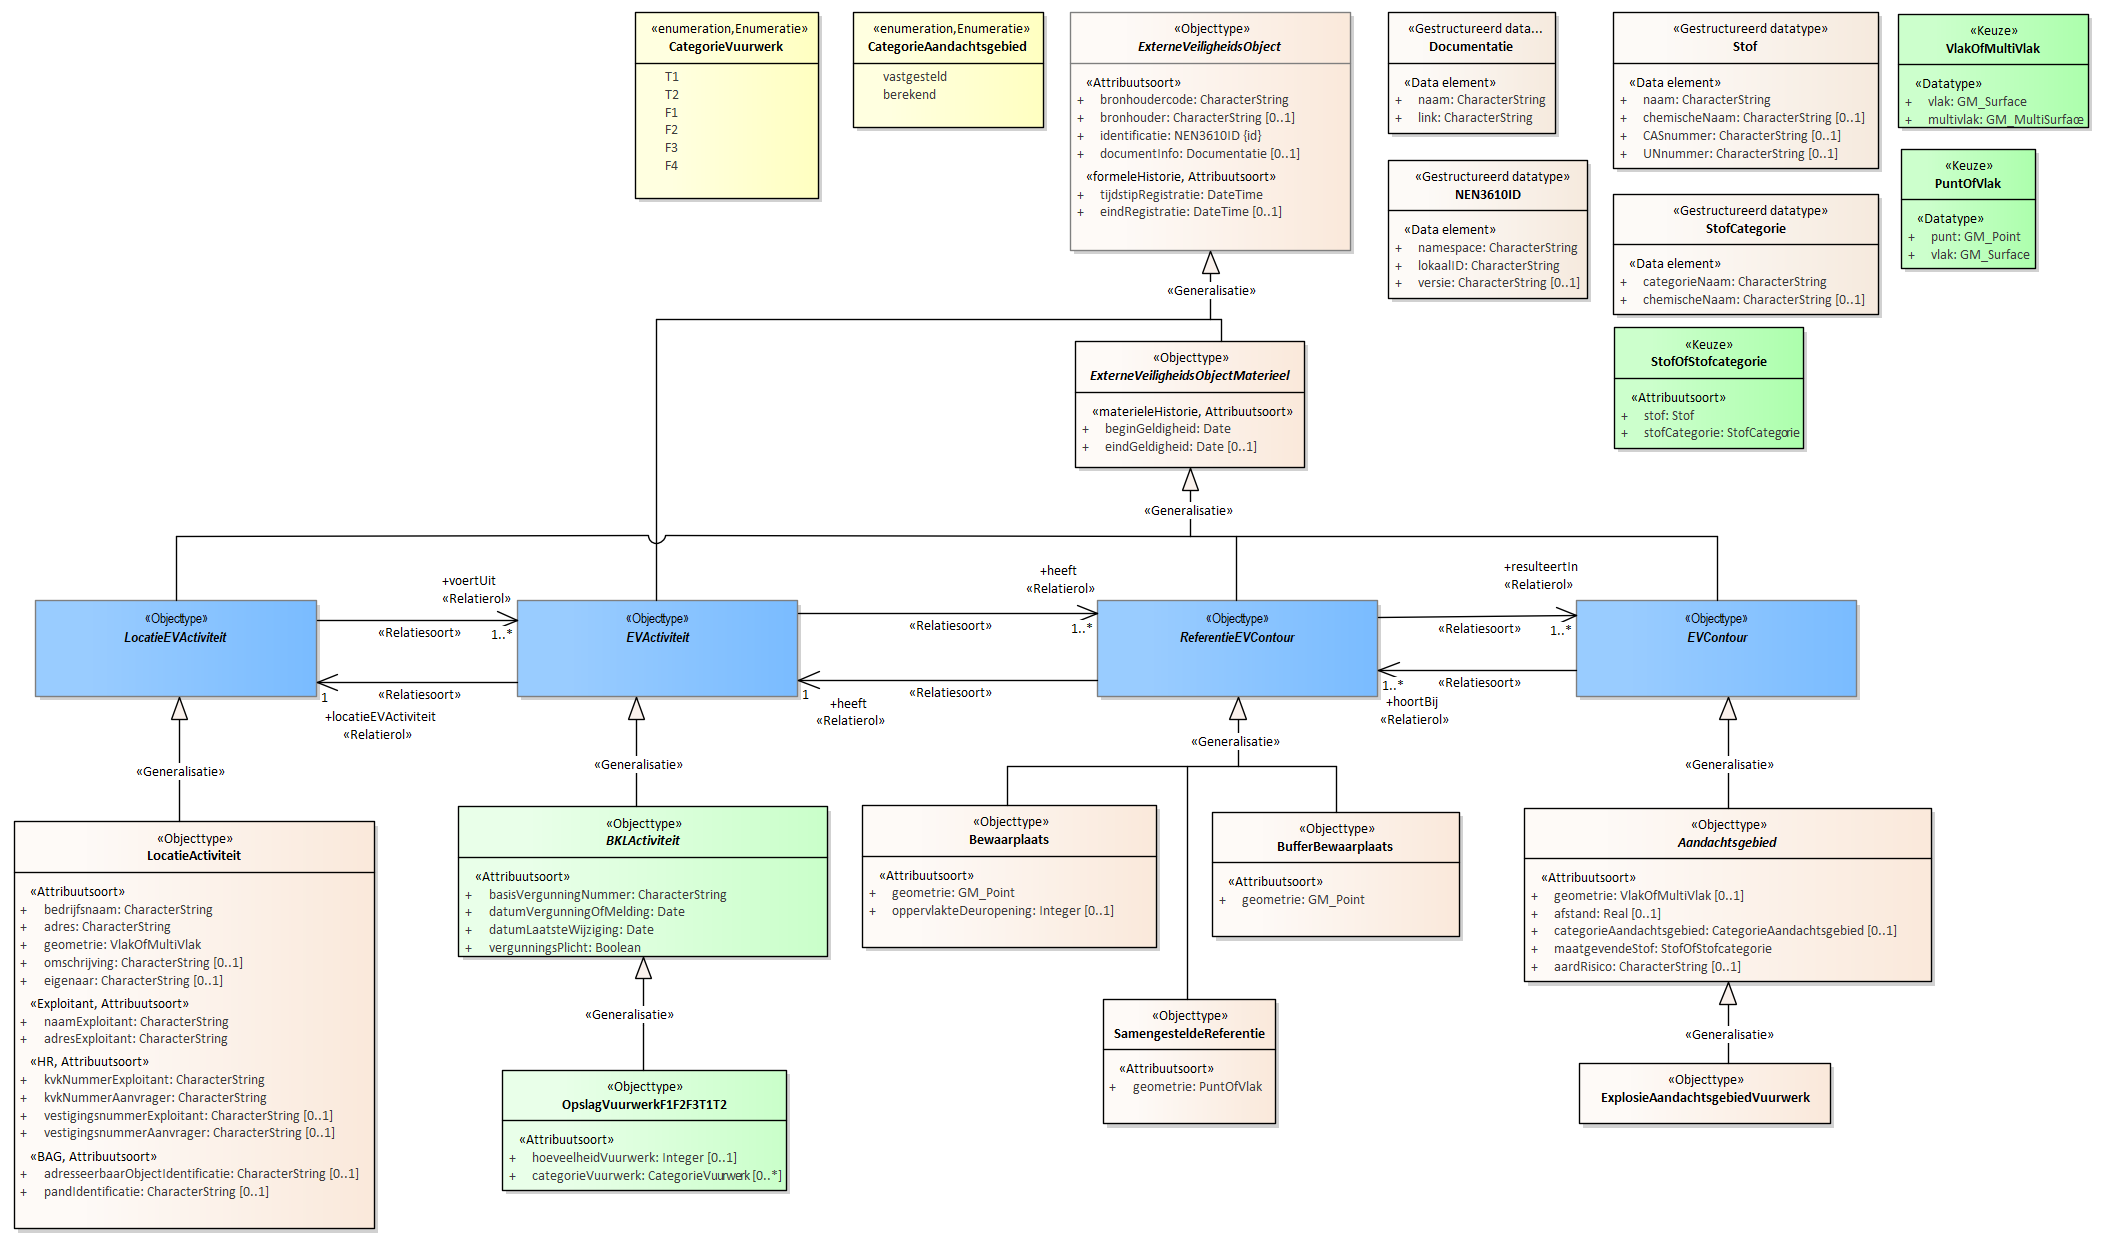 «enumeration,Enumeratie»
CategorieVuurwerk
T1
T2
F1
F2
F3
F4
«enumeration,Enumeratie»
CategorieAandachtsgebied
vastgesteld
berekend
«Objecttype»
ExterneVeiligheidsObject
«Attribuutsoort»
+ bronhoudercode: CharacterString
+ bronhouder: CharacterString [0..1]
+ identificatie: NEN3610ID {id}
+ documentInfo: Documentatie [0..1]
«formeleHistorie, Attribuutsoort»
+ tijdstipRegistratie: DateTime
+ eindRegistratie: DateTime [0..1]
«Gestructureerd data...
Documentatie
«Data element»
+ naam: CharacterString
+ link: CharacterString
«Gestructureerd datatype»
NEN3610ID
«Data element»
+ namespace: CharacterString
+ lokaalID: CharacterString
+ versie: CharacterString [0..1]
«Gestructureerd datatype»
Stof
«Data element»
+ naam: CharacterString
+ chemischeNaam: CharacterString [0..1]
+ CASnummer: CharacterString [0..1]
+ UNnummer: CharacterString [0..1]
«Gestructureerd datatype»
StofCategorie
«Data element»
+ categorieNaam: CharacterString
+ chemischeNaam: CharacterString [0..1]
«Keuze»
StofOfStofcategorie
«Attribuutsoort»
+ stof: Stof
+ stofCategorie: StofCategorie
«Keuze»
VlakOfMultiVlak
«Datatype»
+ vlak: GM_Surface
+ multivlak: GM_MultiSurface
«Keuze»
PuntOfVlak
«Datatype»
+ punt: GM_Point
+ vlak: GM_Surface
«Generalisatie»
«Objecttype»
ExterneVeiligheidsObjectMaterieel
«materieleHistorie, Attribuutsoort»
+ beginGeldigheid: Date
+ eindGeldigheid: Date [0..1]
«Generalisatie»
«Objecttype»
LocatieEVActiviteit
+voertUit
«Relatierol»
«Relatiesoort»
1..*
«Relatiesoort»
1
+locatieEVActiviteit
«Relatierol»
«Objecttype»
EVActiviteit
+heeft
«Relatierol»
«Relatiesoort»
1..*
«Relatiesoort»
1
+heeft
«Relatierol»
«Objecttype»
ReferentieEVContour
+resulteertIn
«Relatierol»
«Relatiesoort»
1..*
«Relatiesoort»
1..*
+hoortBij
«Relatierol»
«Objecttype»
EVContour
«Generalisatie»
«Generalisatie»
«Generalisatie»
«Generalisatie»
«Objecttype»
LocatieActiviteit
«Attribuutsoort»
+ bedrijfsnaam: CharacterString
+ adres: CharacterString
+ geometrie: VlakOfMultiVlak
+ omschrijving: CharacterString [0..1]
+ eigenaar: CharacterString [0..1]
«Exploitant, Attribuutsoort»
+ naamExploitant: CharacterString
+ adresExploitant: CharacterString
«HR, Attribuutsoort»
+ kvkNummerExploitant: CharacterString
+ kvkNummerAanvrager: CharacterString
+ vestigingsnummerExploitant: CharacterString [0..1]
+ vestigingsnummerAanvrager: CharacterString [0..1]
«BAG, Attribuutsoort»
+ adresseerbaarObjectIdentificatie: CharacterString [0..1]
+ pandIdentificatie: CharacterString [0..1]
«Objecttype»
BKLActiviteit
«Attribuutsoort»
+ basisVergunningNummer: CharacterString
+ datumVergunningOfMelding: Date
+ datumLaatsteWijziging: Date
+ vergunningsPlicht: Boolean
«Generalisatie»
«Objecttype»
OpslagVuurwerkF1F2F3T1T2
«Attribuutsoort»
+ hoeveelheidVuurwerk: Integer [0..1]
+ categorieVuurwerk: CategorieVuurwerk [0..*]
«Objecttype»
Bewaarplaats
«Attribuutsoort»
+ geometrie: GM_Point
+ oppervlakteDeuropening: Integer [0..1]
«Objecttype»
BufferBewaarplaats
«Attribuutsoort»
+ geometrie: GM_Point
«Objecttype»
SamengesteldeReferentie
«Attribuutsoort»
+ geometrie: PuntOfVlak
«Objecttype»
Aandachtsgebied
«Attribuutsoort»
+ geometrie: VlakOfMultiVlak [0..1]
+ afstand: Real [0..1]
+ categorieAandachtsgebied: CategorieAandachtsgebied [0..1]
+ maatgevendeStof: StofOfStofcategorie
+ aardRisico: CharacterString [0..1]
«Generalisatie»
«Objecttype»
ExplosieAandachtsgebiedVuurwerk